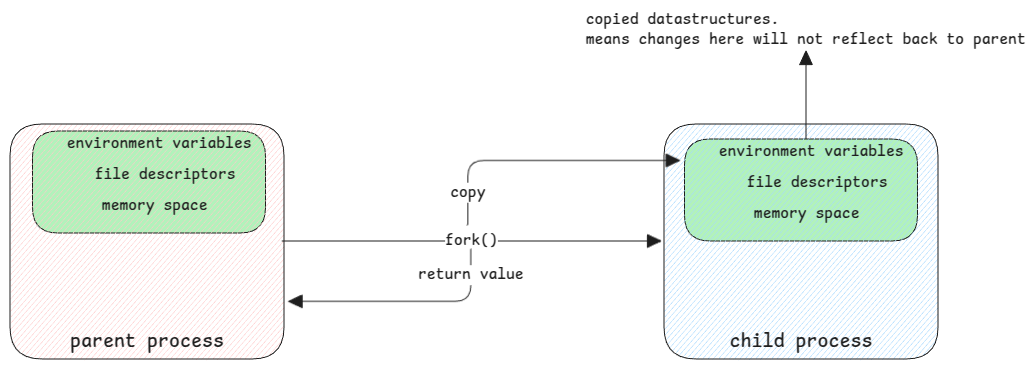 copied datastructures.
means changes here will not reflect back to parent
environment variables
file descriptors
memory space
parent process
copy
fork()
return value
environment variables
file descriptors
memory space
child process